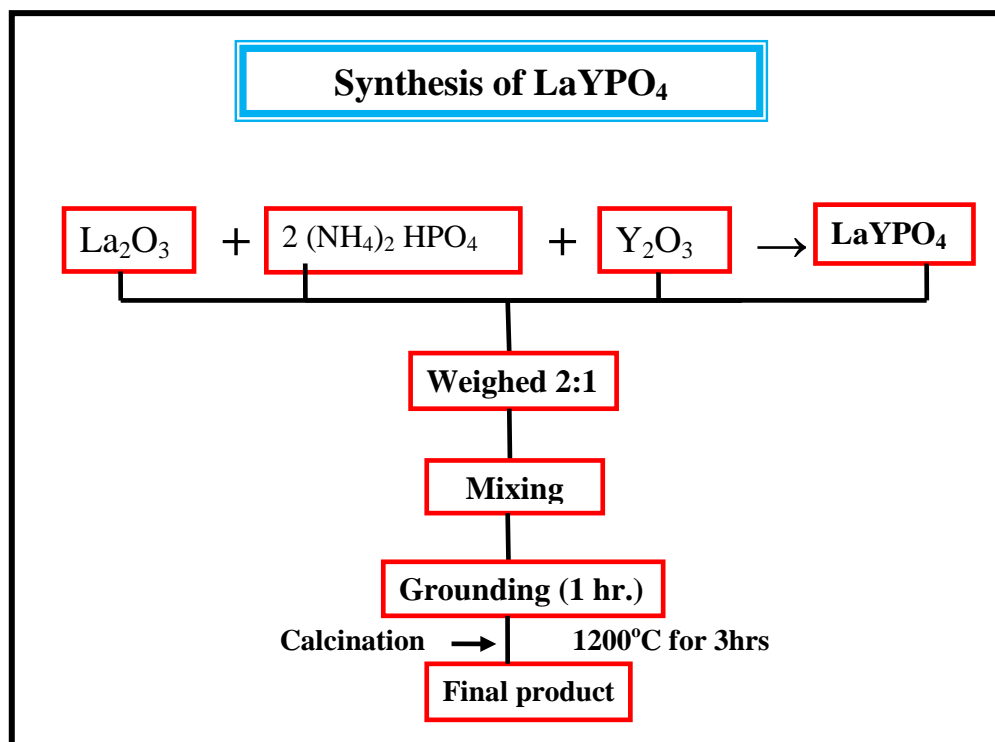 Synthesis of LaYPO₄
La₂O₃ + 2 (NH₄)₂ HPO₄ + Y₂O₃ → LaYPO₄
Weighed 2:1
Mixing
Grounding (1 hr.)
Calcination → 1200°C for 3hrs
Final product